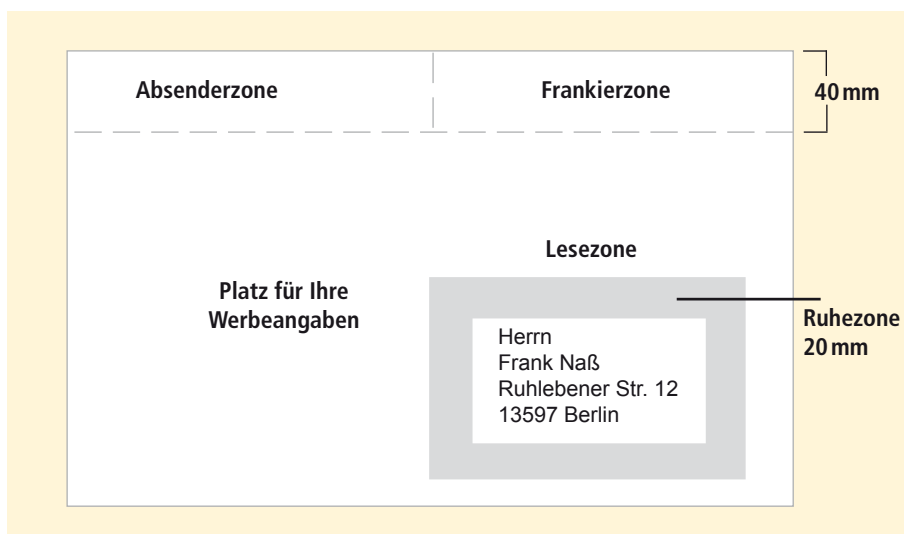 Absenderzone
Frankierzone
40 mm
Lesezone
Platz für Ihre
Werbeangaben
Ruhezone
20 mm
Herrn
Frank Naß
Ruhlebener Str. 12
13597 Berlin